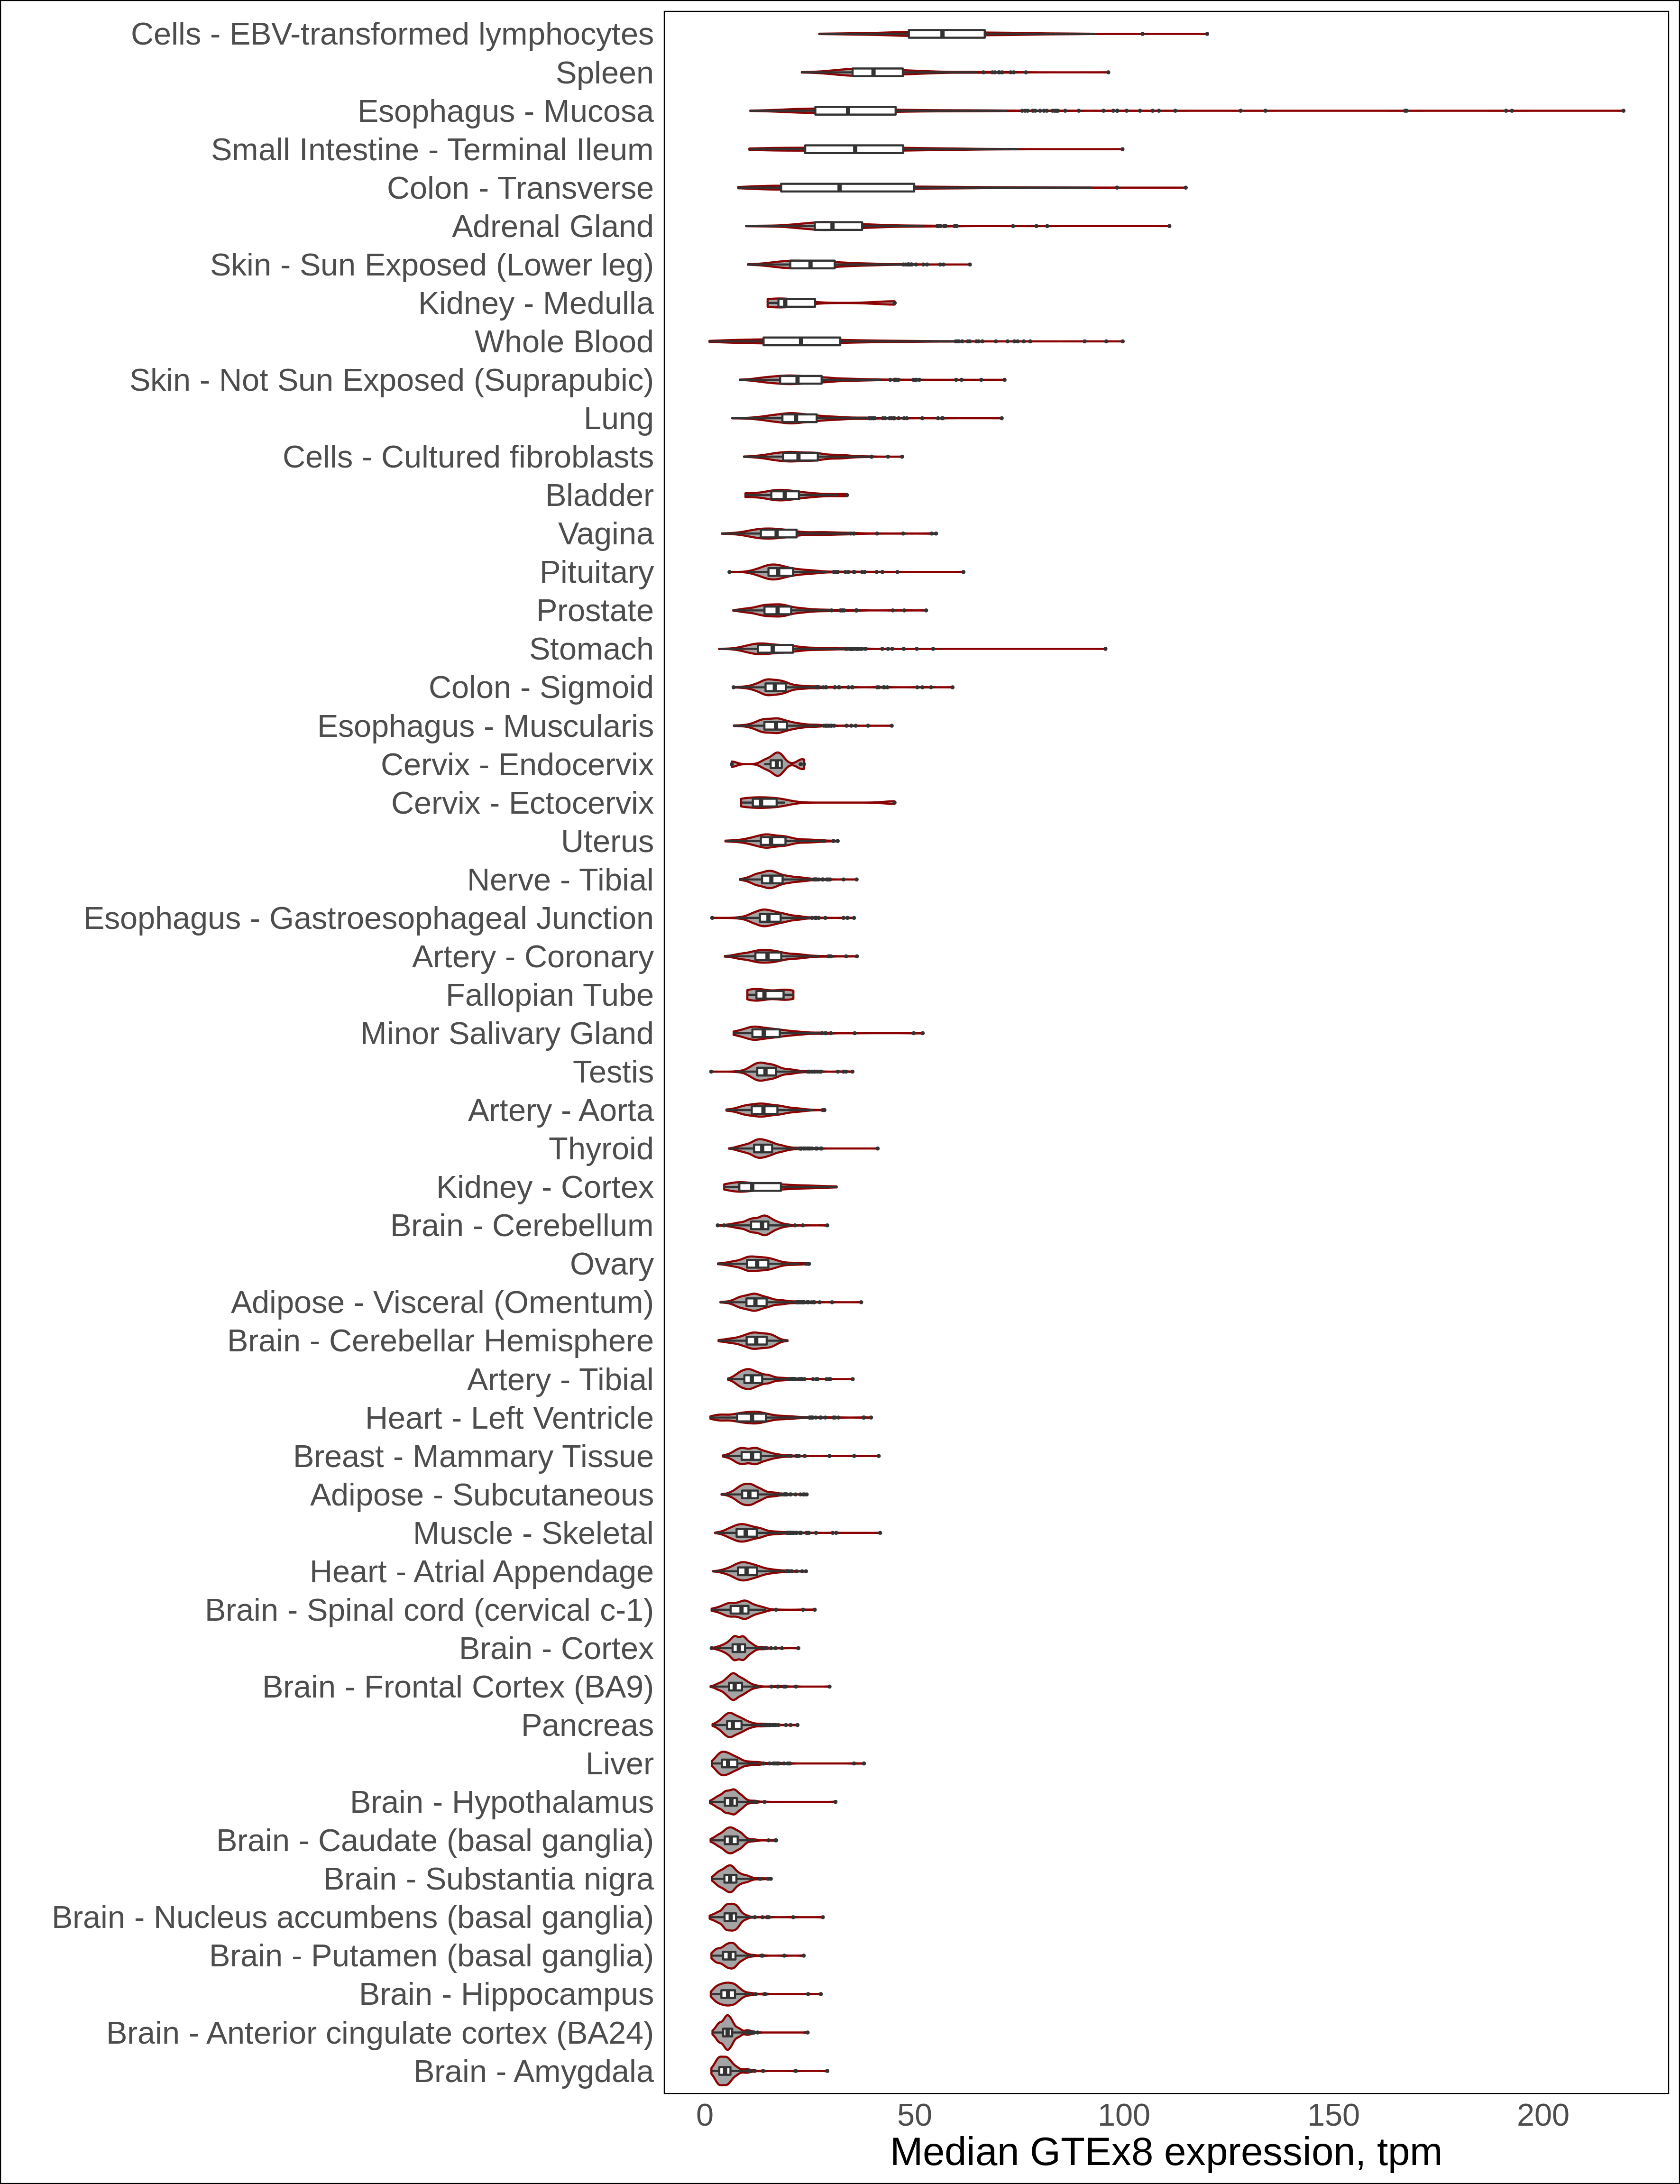 Cells - EBV-transformed lymphocytes
Spleen
Esophagus - Mucosa
Small Intestine - Terminal Ileum
Colon - Transverse
Adrenal Gland
Skin - Sun Exposed (Lower leg)
Kidney - Medulla
Whole Blood
Skin - Not Sun Exposed (Suprapubic)
Lung
Cells - Cultured fibroblasts
Bladder
Vagina
Pituitary
Prostate
Stomach
Colon - Sigmoid
Esophagus - Muscularis
Cervix - Endocervix
Cervix - Ectocervix
Uterus
Nerve - Tibial
Esophagus - Gastroesophageal Junction
Artery - Coronary
Fallopian Tube
Minor Salivary Gland
Testis
Artery - Aorta
Thyroid
Kidney - Cortex
Brain - Cerebellum
Ovary
Adipose - Visceral (Omentum)
Brain - Cerebellar Hemisphere
Artery - Tibial
Heart - Left Ventricle
Breast - Mammary Tissue
Adipose - Subcutaneous
Muscle - Skeletal
Heart - Atrial Appendage
Brain - Spinal cord (cervical c-1)
Brain - Cortex
Brain - Frontal Cortex (BA9)
Pancreas
Liver
Brain - Hypothalamus
Brain - Caudate (basal ganglia)
Brain - Substantia nigra
Brain - Nucleus accumbens (basal ganglia)
Brain - Putamen (basal ganglia)
Brain - Hippocampus
Brain - Anterior cingulate cortex (BA24)
Brain - Amygdala
0 50 100 150 200
Median GTEx8 expression, tpm